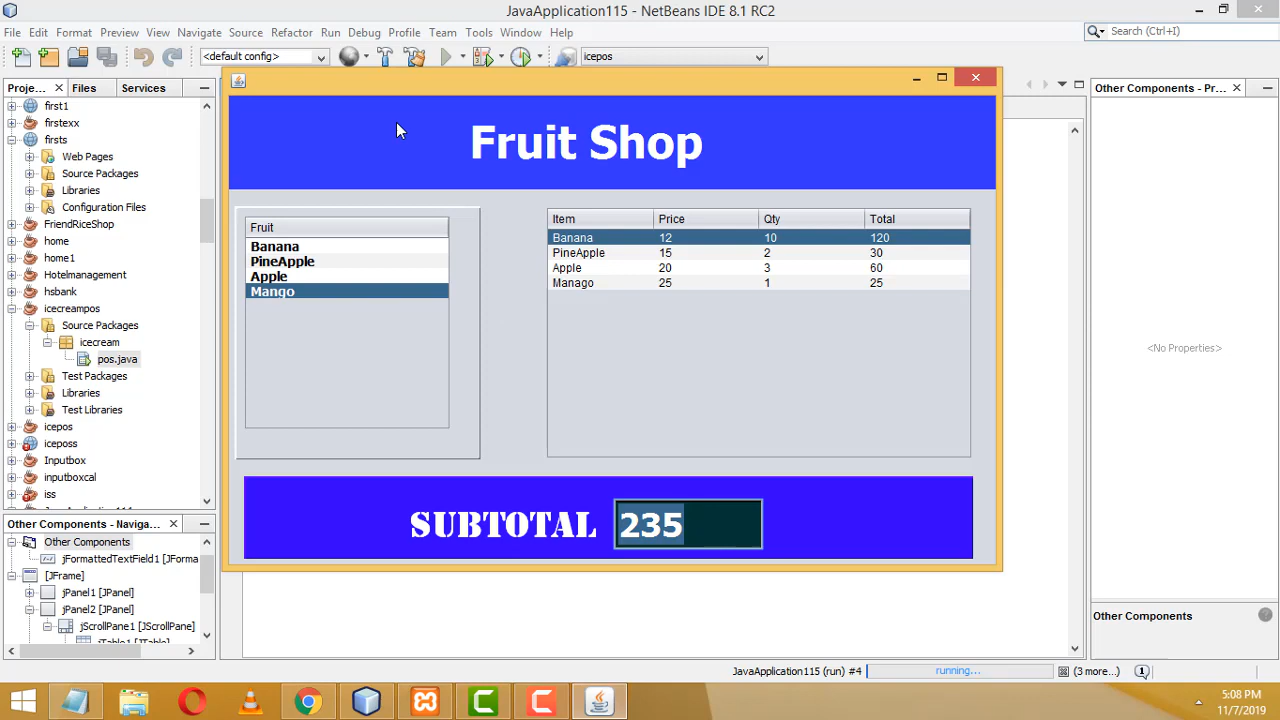 JavaApplication115 - NetBeans IDE 8.1 RC2
File Edit Format Preview View Navigate Source Refactor Run Debug Profile Team Tools Window Help
Search (Ctrl+I)
<default config>
icepos
Proje... Files Services
Other Components - Pr...
first1
firstexx
firsts
Web Pages
Source Packages
Libraries
Configuration Files
FriendRiceShop
home
home1
Hotelmanagement
hsbank
icecreampos
Source Packages
icecream
pos.java
Test Packages
Libraries
Test Libraries
icepos
iceposs
Inputbox
inputboxcal
iss
Fruit Shop
Fruit
Banana
PineApple
Apple
Mango
Item Price Qty Total
Banana 12 10 120
PineApple 15 2 30
Apple 20 3 60
Manago 25 1 25
SUBTOTAL 235
<No Properties>
Other Components
Other Components - Naviga...
Other Components
jFormattedTextField1 [JForma
[JFrame]
jPanel1 [JPanel]
jPanel2 [JPanel]
jScrollPane1 [JScrollPane]
JavaApplication115 (run) #4 running... (3 more...) 1
5:08 PM
11/7/2019